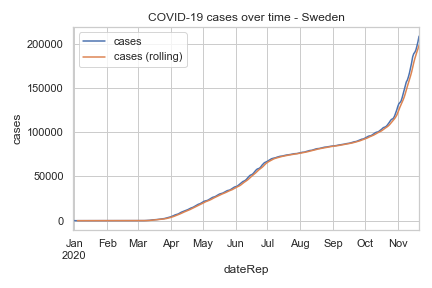 COVID-19 cases over time - Sweden
cases
cases (rolling)
200000
150000
100000
50000
0
cases
Jan Feb Mar Apr May Jun Jul Aug Sep Oct Nov
2020
dateRep